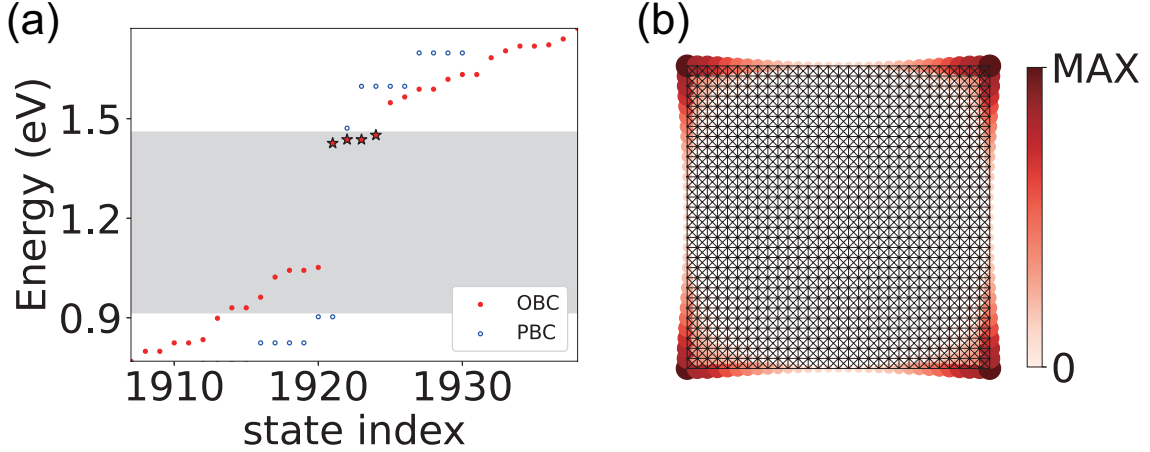 (a)
Energy (eV)
1.5
1.2
0.9
OBC
PBC
1910
1920
1930
state index
(b)
MAX
0